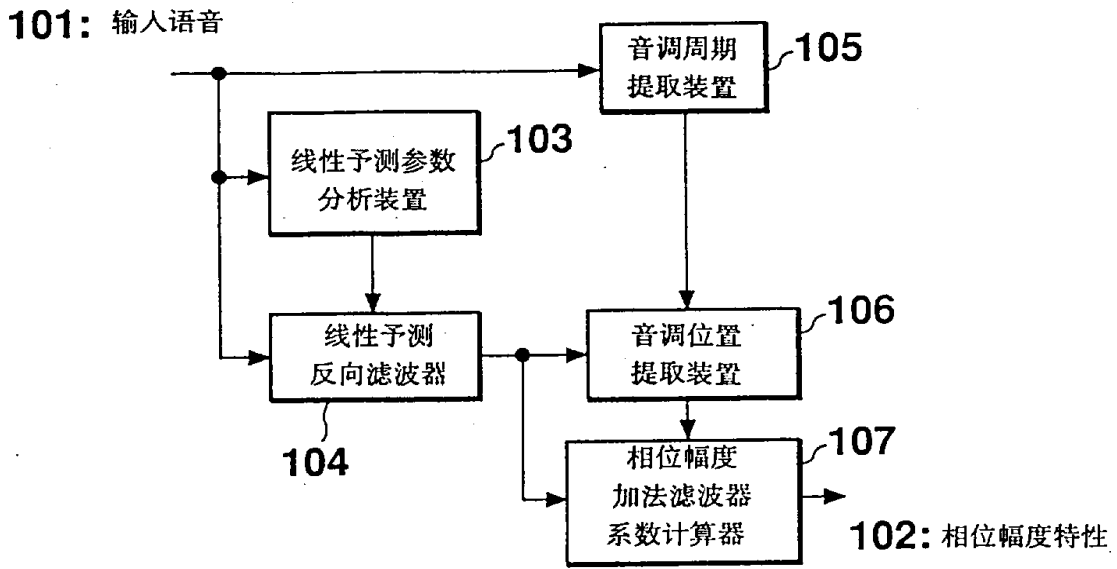 101: 输人语音
音调周期
提取装置
105
103
线性予测参数
分析装置
线性予测
反向滤波器
104
音调位置
提取装置
106
107
相位幅度
加法滤波器
系数计算器
102: 相位幅度特性